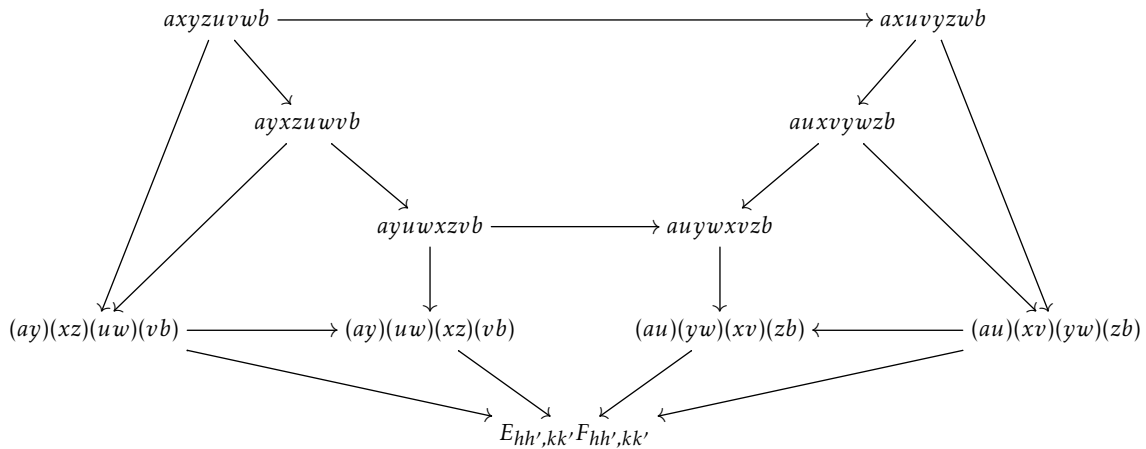 axyzuvwb axuvyzwb
ayxzuwvb auxvywzb
ayuwxzvb auywxvzb
(ay)(xz)(uw)(vb) (ay)(uw)(xz)(vb) (au)(yw)(xv)(zb) (au)(xv)(yw)(zb)
E_{hh′,kk′}F_{hh′,kk′}